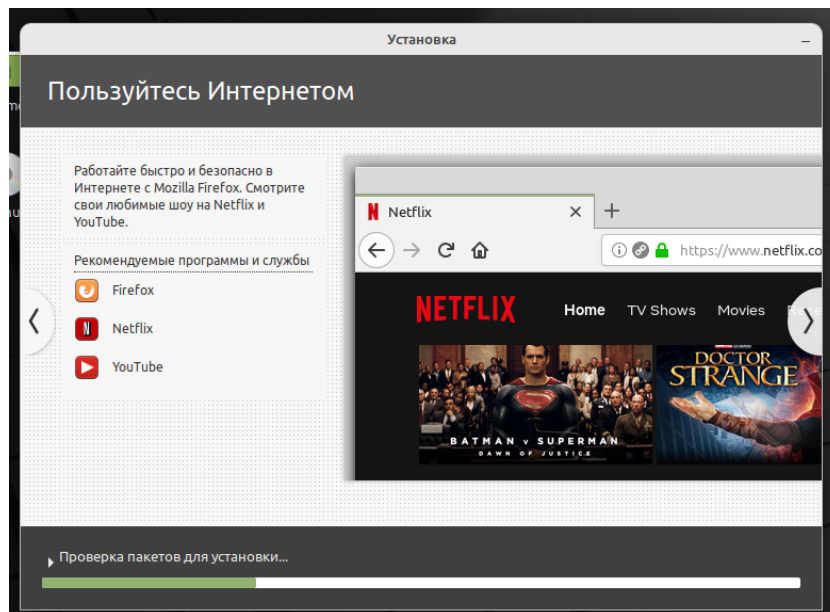 Установка
Пользуйтесь Интернетом
Работайте быстро и безопасно в
Интернете с Mozilla Firefox. Смотрите
свои любимые шоу на Netflix и
YouTube.
Рекомендуемые программы и службы
Firefox
Netflix
YouTube
Netflix
https://www.netflix.co
NETFLIX
Home TV Shows Movies
BATMAN v SUPERMAN
DAWN OF JUSTICE
DOCTOR
STRANGE
Проверка пакетов для установки...